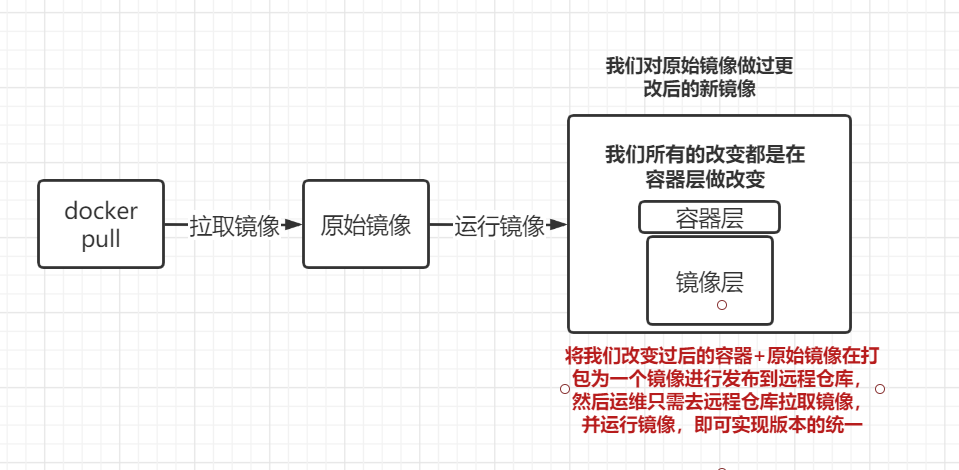 我们对原始镜像做过更
改后的新镜像
我们所有的改变都是在
容器层做改变
docker
pull
拉取镜像
原始镜像
运行镜像
容器层
镜像层
将我们改变过后的容器+原始镜像在打
包为一个镜像进行发布到远程仓库，
然后运维只需去远程仓库拉取镜像，
并运行镜像，即可实现版本的统一